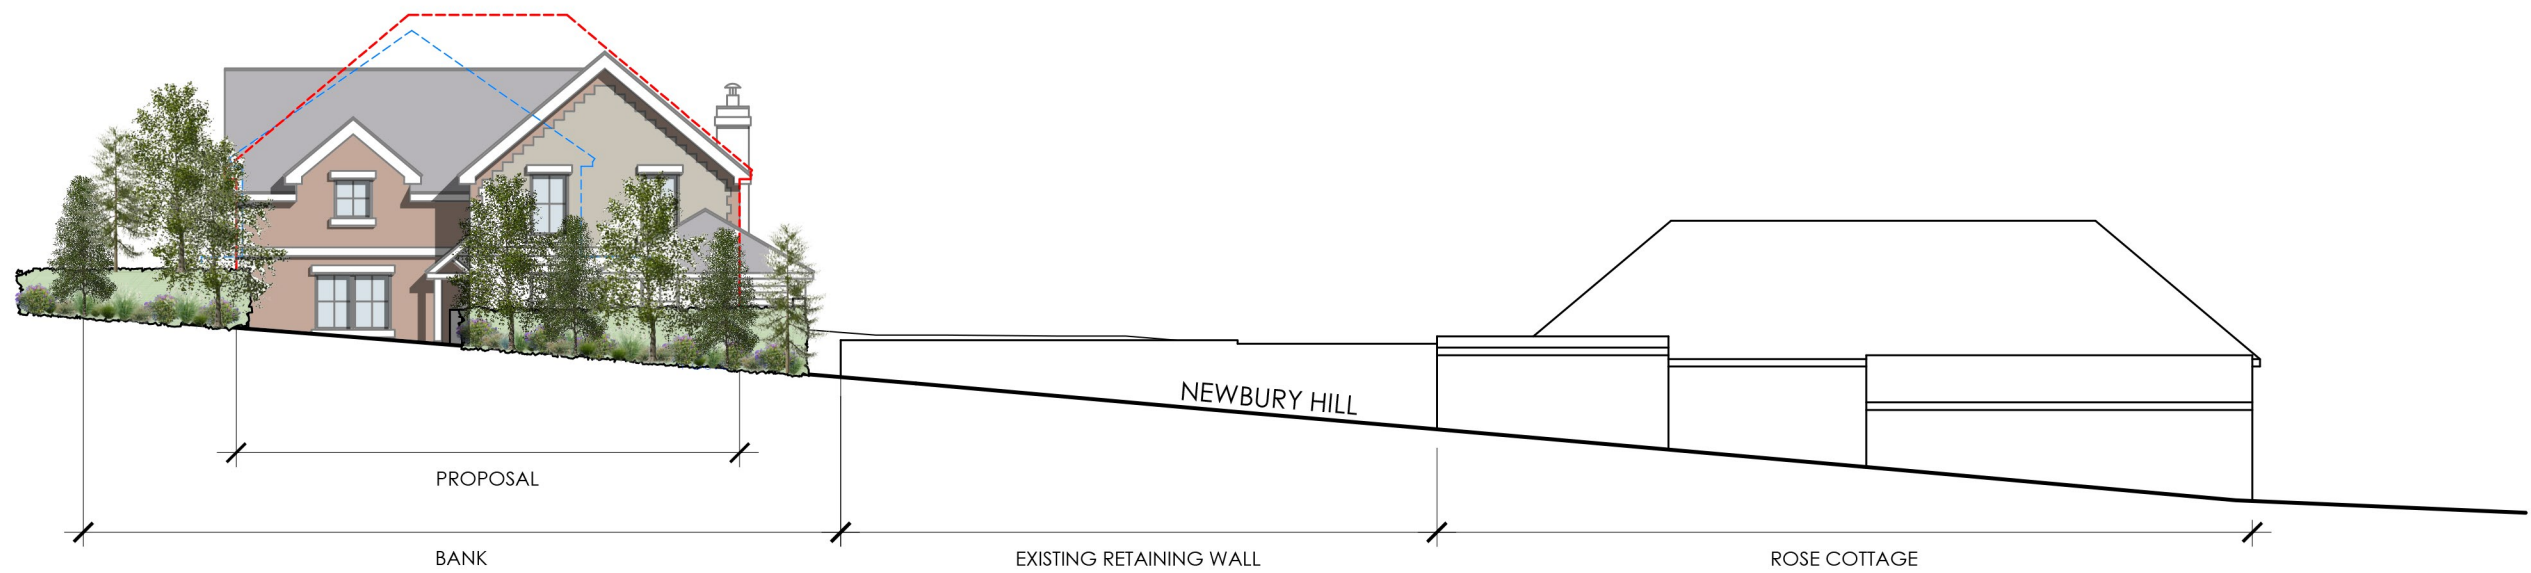 NEWBURY HILL
PROPOSAL
BANK
EXISTING RETAINING WALL
ROSE COTTAGE